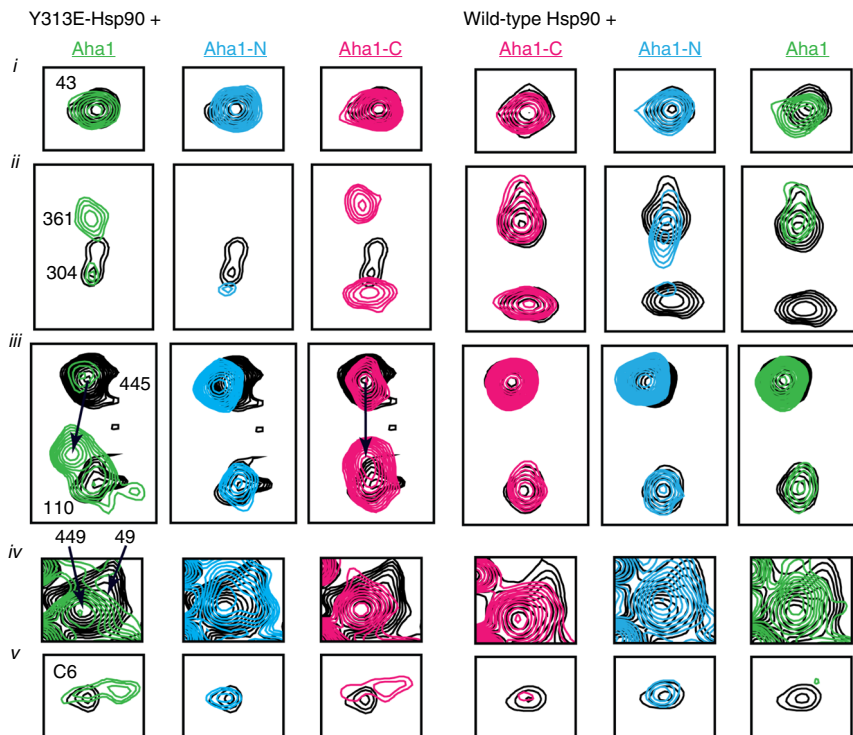 Y313E-Hsp90 +
Wild-type Hsp90 +
Aha1 Aha1-N Aha1-C Aha1-C Aha1-N Aha1
i
43
ii
361
304
iii
445
110
449 49
iv
v
C6